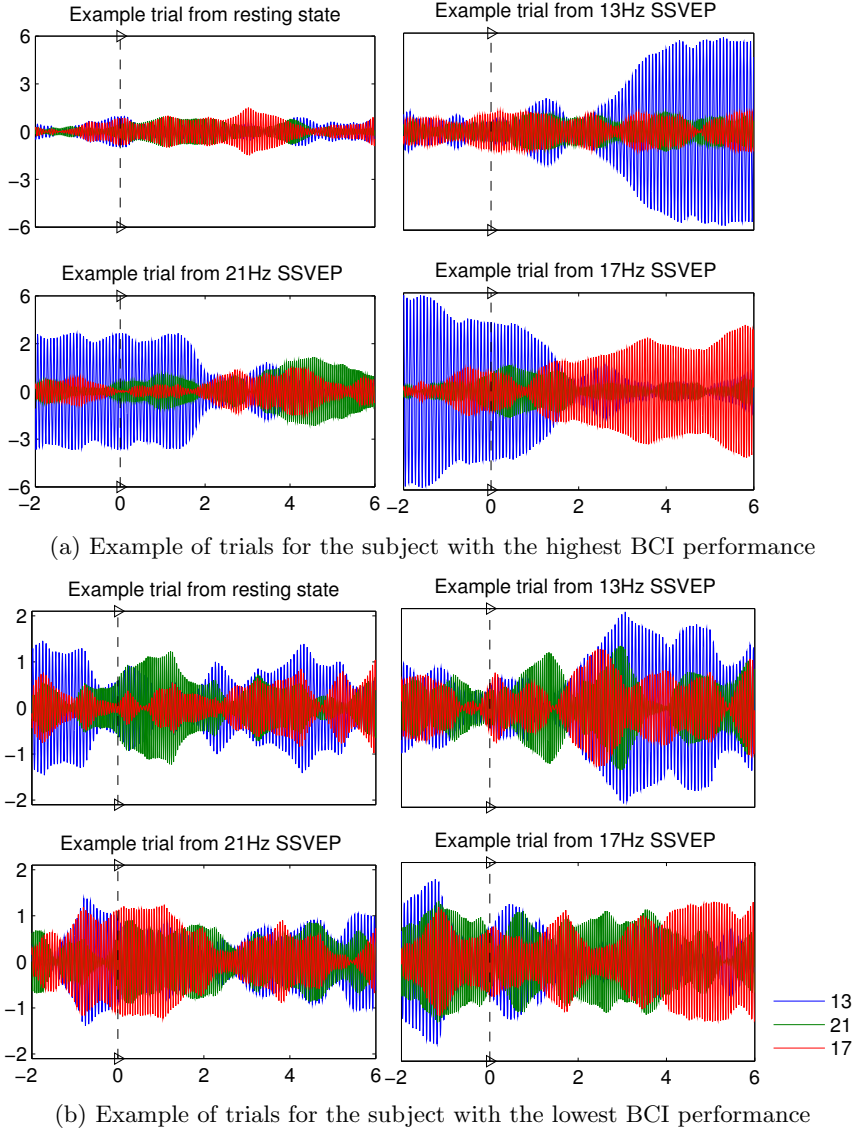 Example trial from resting state
Example trial from 13Hz SSVEP
6
3
0
−3
−6
−2 0 2 4 6
Example trial from 21Hz SSVEP
Example trial from 17Hz SSVEP
6
2
0
−3
−6
−2 0 2 4 6
−2 0 2 4 6
(a) Example of trials for the subject with the highest BCI performance
Example trial from resting state
Example trial from 13Hz SSVEP
2
1
0
−1
−2
Example trial from 21Hz SSVEP
Example trial from 17Hz SSVEP
2
1
0
−1
−2
−2 0 2 4 6
−2 0 2 4 6
13
21
17
(b) Example of trials for the subject with the lowest BCI performance